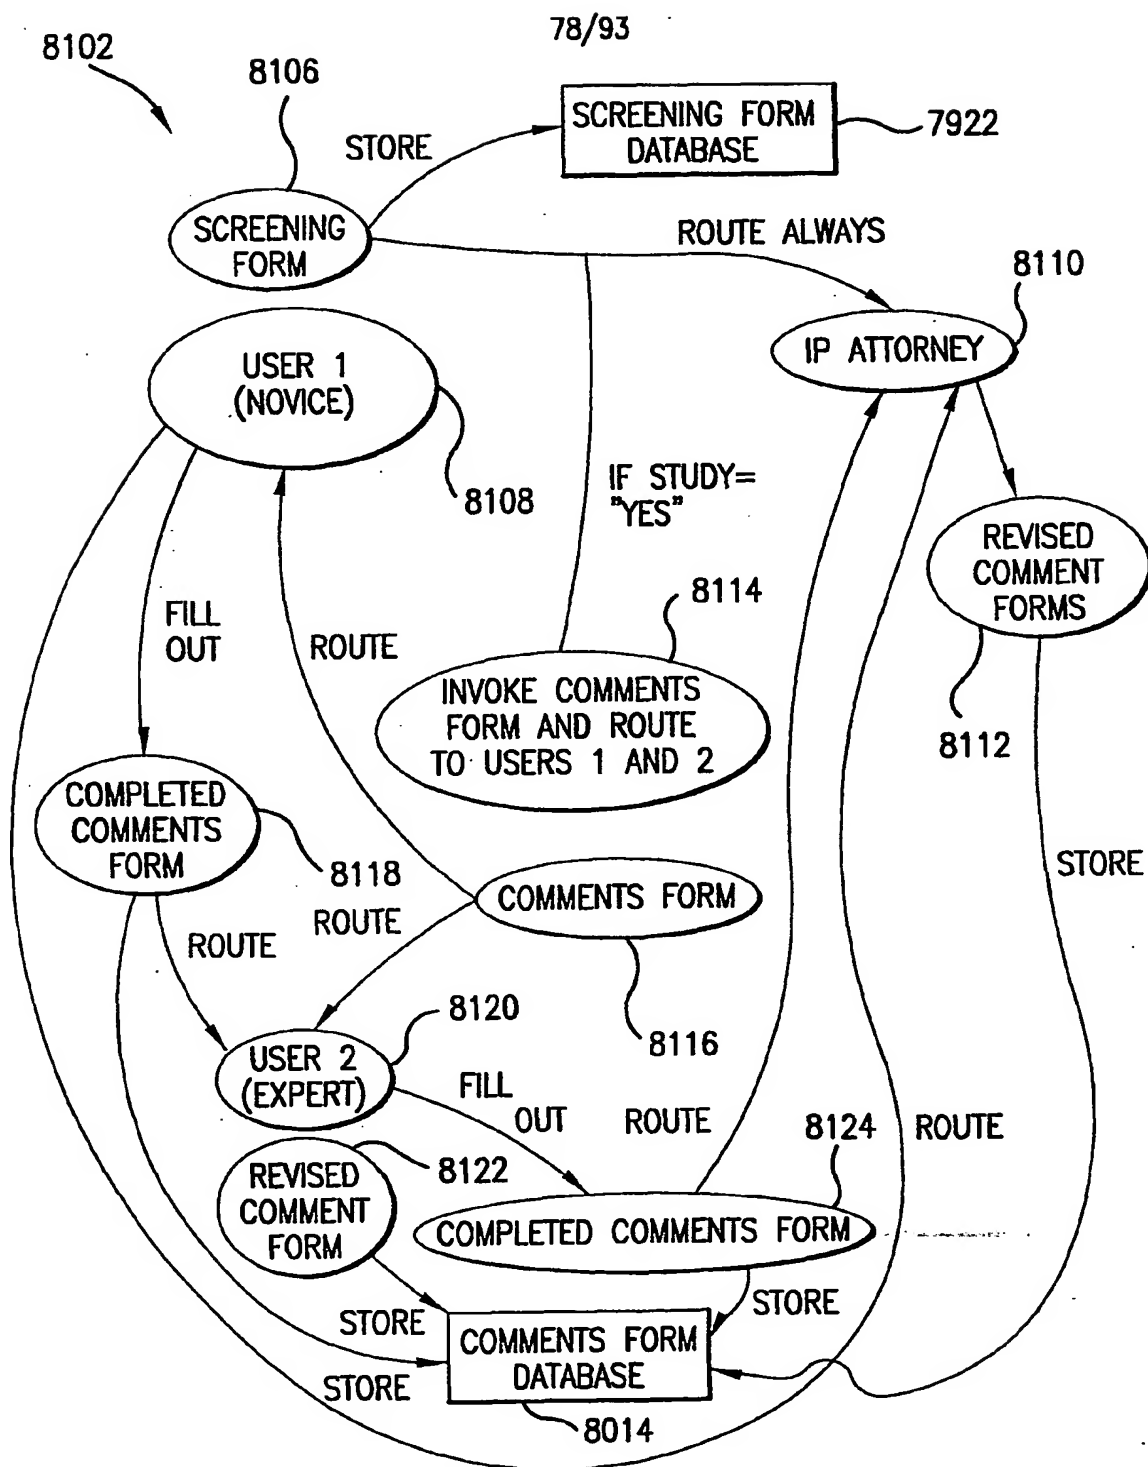 78/93
8102
8106
SCREENING FORM
DATABASE
7922
STORE
SCREENING
FORM
ROUTE ALWAYS
8110
IP ATTORNEY
USER 1
(NOVICE)
8108
IF STUDY=
"YES"
REVISED
COMMENT
FORMS
8112
FILL
OUT
ROUTE
8114
INVOKE COMMENTS
FORM AND ROUTE
TO USERS 1 AND 2
COMPLETED
COMMENTS
FORM
8118
STORE
COMMENTS FORM
8116
ROUTE
ROUTE
8120
USER 2
(EXPERT)
FILL
OUT
ROUTE
8124
ROUTE
8122
REVISED
COMMENT
FORM
COMPLETED COMMENTS FORM
STORE
STORE
COMMENTS FORM
DATABASE
STORE
8014